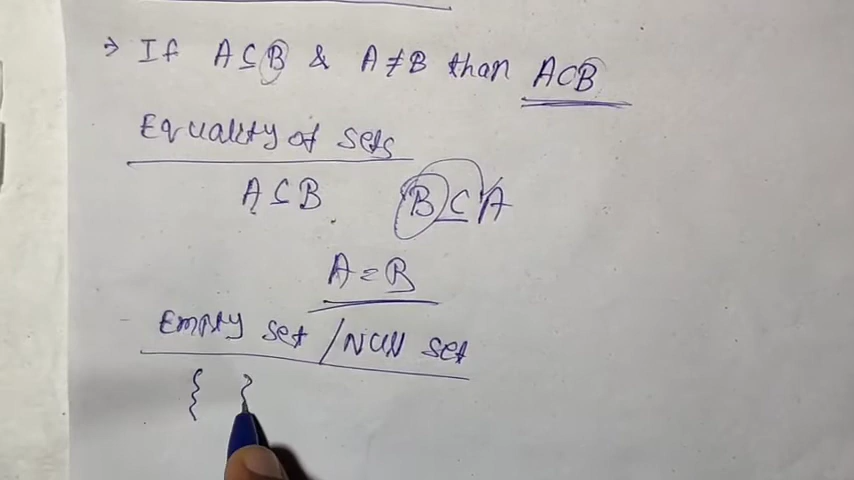 → If A⊆B & A≠B than A⊂B
Equality of sets
A⊆B B⊆A
A=B
Empty set / Null set
{ }